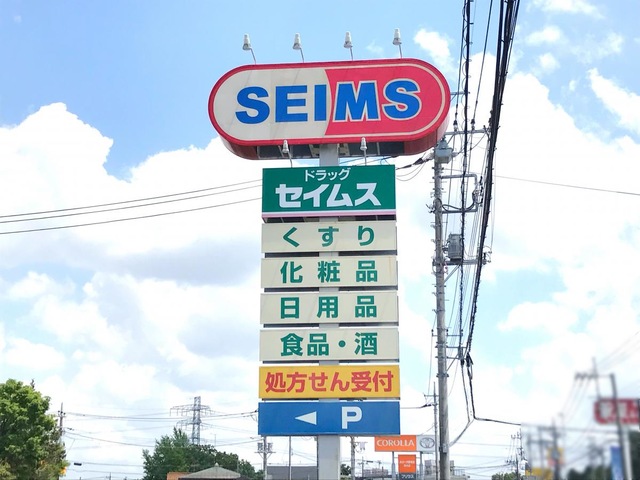 SEIMS
ドラッグ
セイムス
くすり
化粧品
日用品
食品・酒
処方せん受付
◀ P
COROLLA